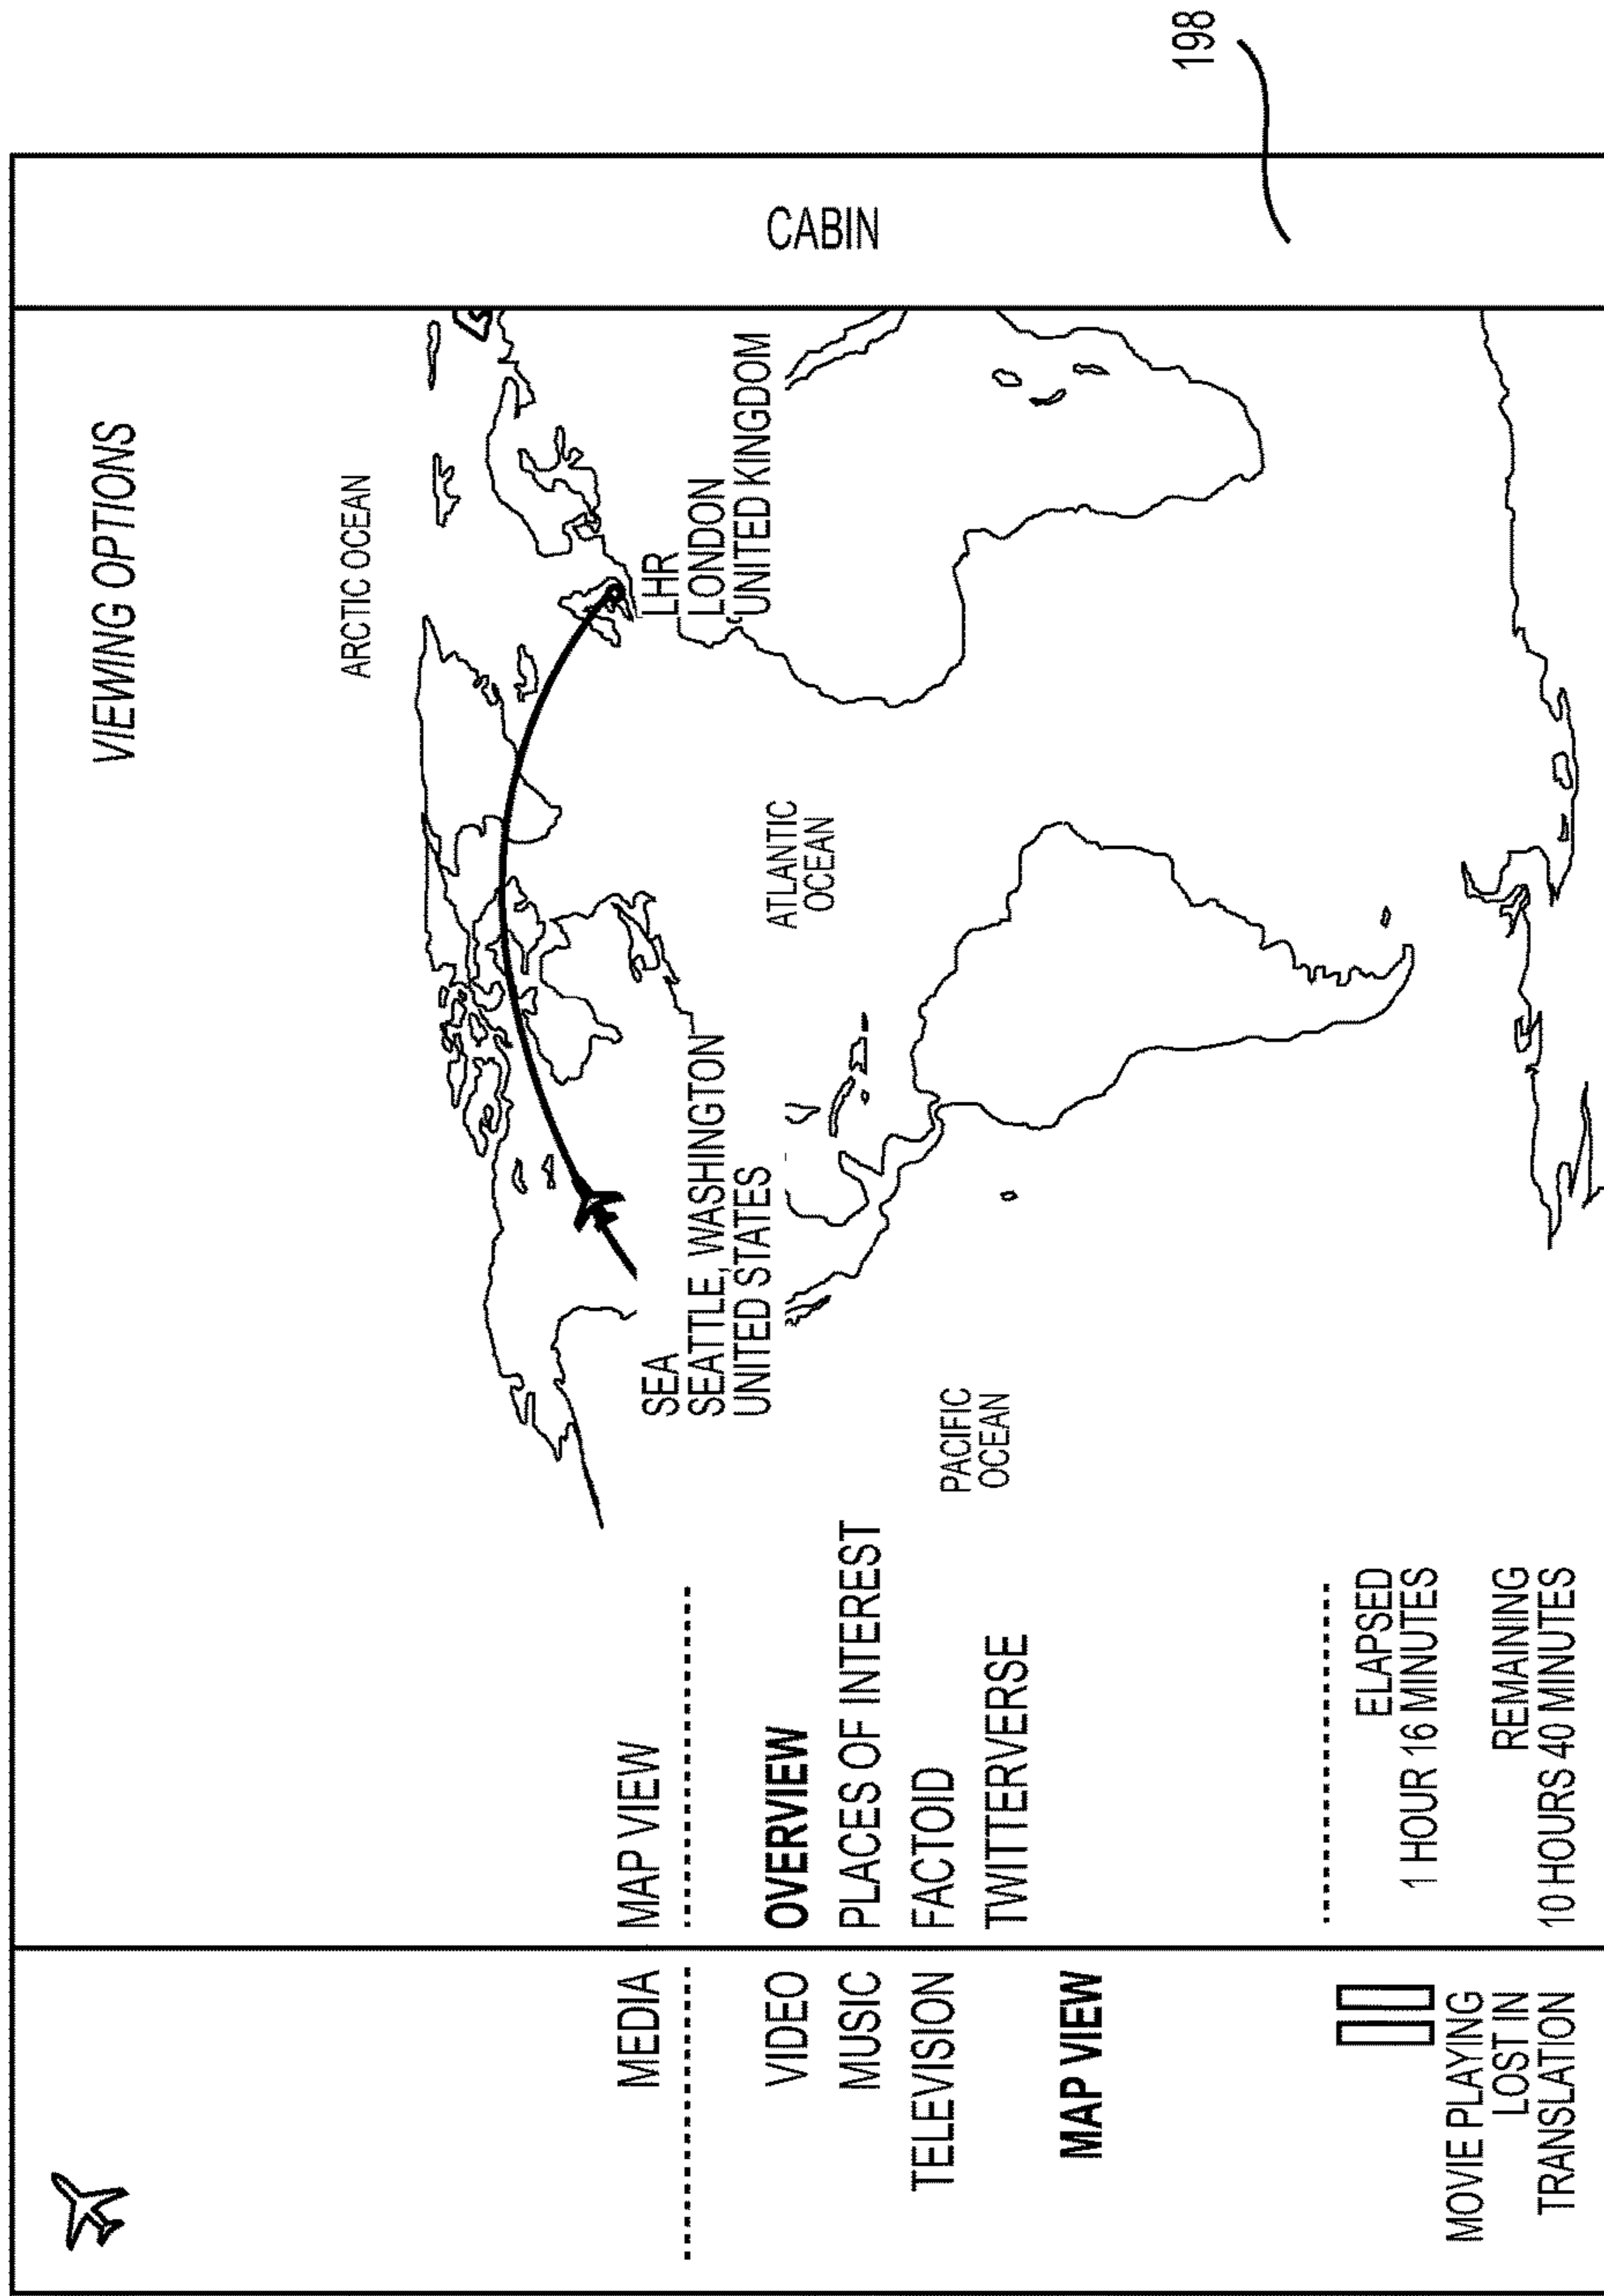 VIEWING OPTIONS
MEDIA
VIDEO
MUSIC
TELEVISION
MAP VIEW
MOVIE PLAYING
LOST IN
TRANSLATION
MAP VIEW
OVERVIEW
PLACES OF INTEREST
FACTOID
TWITTERVERSE
ELAPSED
1 HOUR 16 MINUTES
REMAINING
10 HOURS 40 MINUTES
ARCTIC OCEAN
SEA
SEATTLE, WASHINGTON
UNITED STATES
LHR
LONDON
UNITED KINGDOM
ATLANTIC
OCEAN
PACIFIC
OCEAN
CABIN
198